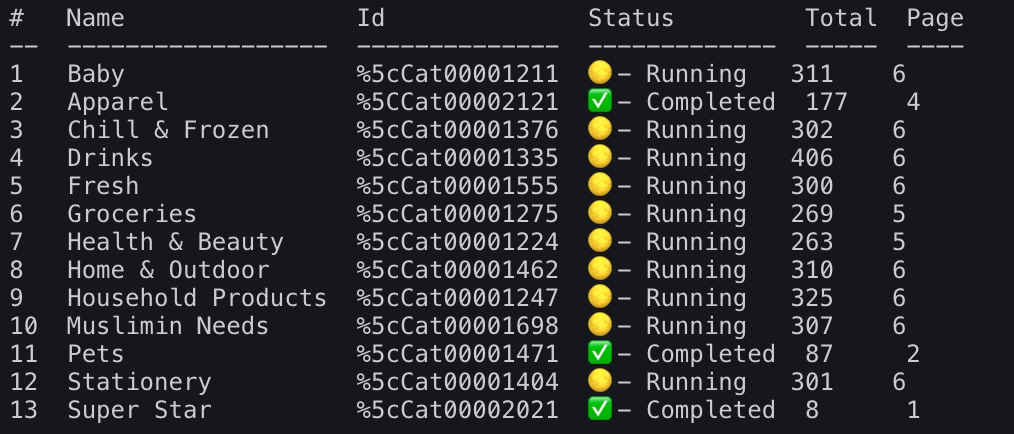 #   Name                Id              Status          Total  Page
--  ------------------  --------------  -------------  -----  ----
1   Baby                %5cCat00001211  🟡– Running   311    6
2   Apparel             %5CCat00002121  ✅– Completed  177    4
3   Chill & Frozen      %5cCat00001376  🟡– Running   302    6
4   Drinks              %5cCat00001335  🟡– Running   406    6
5   Fresh               %5cCat00001555  🟡– Running   300    6
6   Groceries           %5cCat00001275  🟡– Running   269    5
7   Health & Beauty     %5cCat00001224  🟡– Running   263    5
8   Home & Outdoor      %5cCat00001462  🟡– Running   310    6
9   Household Products  %5cCat00001247  🟡– Running   325    6
10  Muslimin Needs      %5cCat00001698  🟡– Running   307    6
11  Pets                %5cCat00001471  ✅– Completed  87     2
12  Stationery          %5cCat00001404  🟡– Running   301    6
13  Super Star          %5cCat00002021  ✅– Completed  8      1